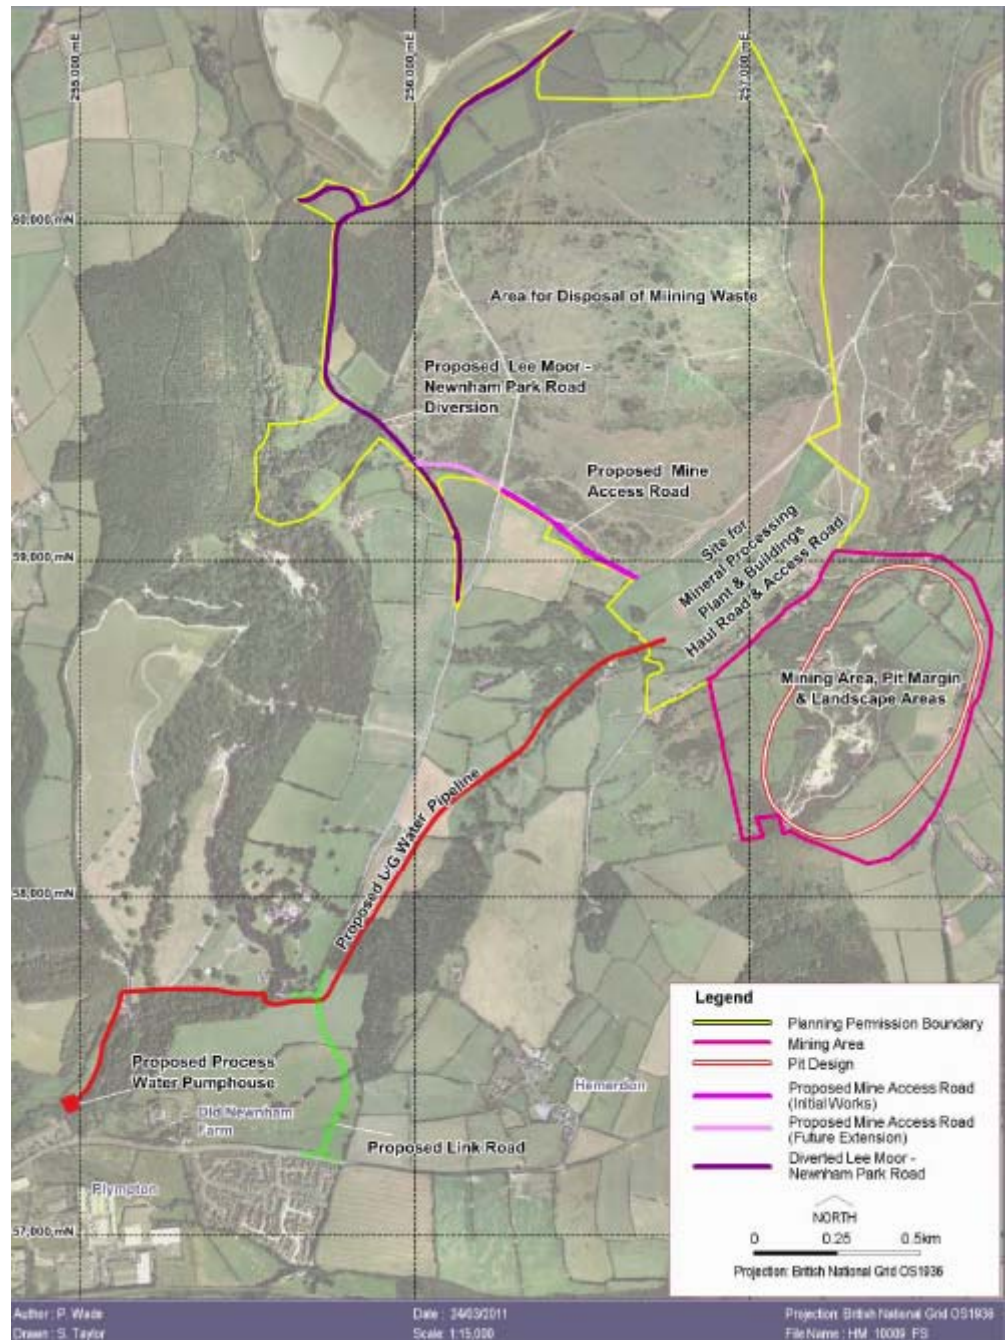 255,000 mE
256,000 mE
257,000 mE
60,000 mN
Area for Disposal of Miining Waste
Proposed Lee Moor -
Newnham Park Road
Diversion
Proposed Mine
Access Road
Site for
Mineral Processing
Plant & Buildings
Haul Road & Access Road
59,000 mN
Mining Area, Pit Margin
& Landscape Areas
Proposed U/G Water Pipeline
58,000 mN
Proposed Process
Water Pumphouse
Old Newnham
Farm
Hemerdon
Proposed Link Road
Plympton
57,000 mN
Legend
Planning Permission Boundary
Mining Area
Pit Design
Proposed Mine Access Road
(Initial Works)
Proposed Mine Access Road
(Future Extension)
Diverted Lee Moor -
Newnham Park Road
NORTH
0 0.25 0.5km
Projection: British National Grid OS1936
Author : P. Wade
Date : 24/03/2011
Projection: British National Grid OS1936
Drawn : S. Taylor
Scale: 1:15,000
File Name : HM_10009_FS